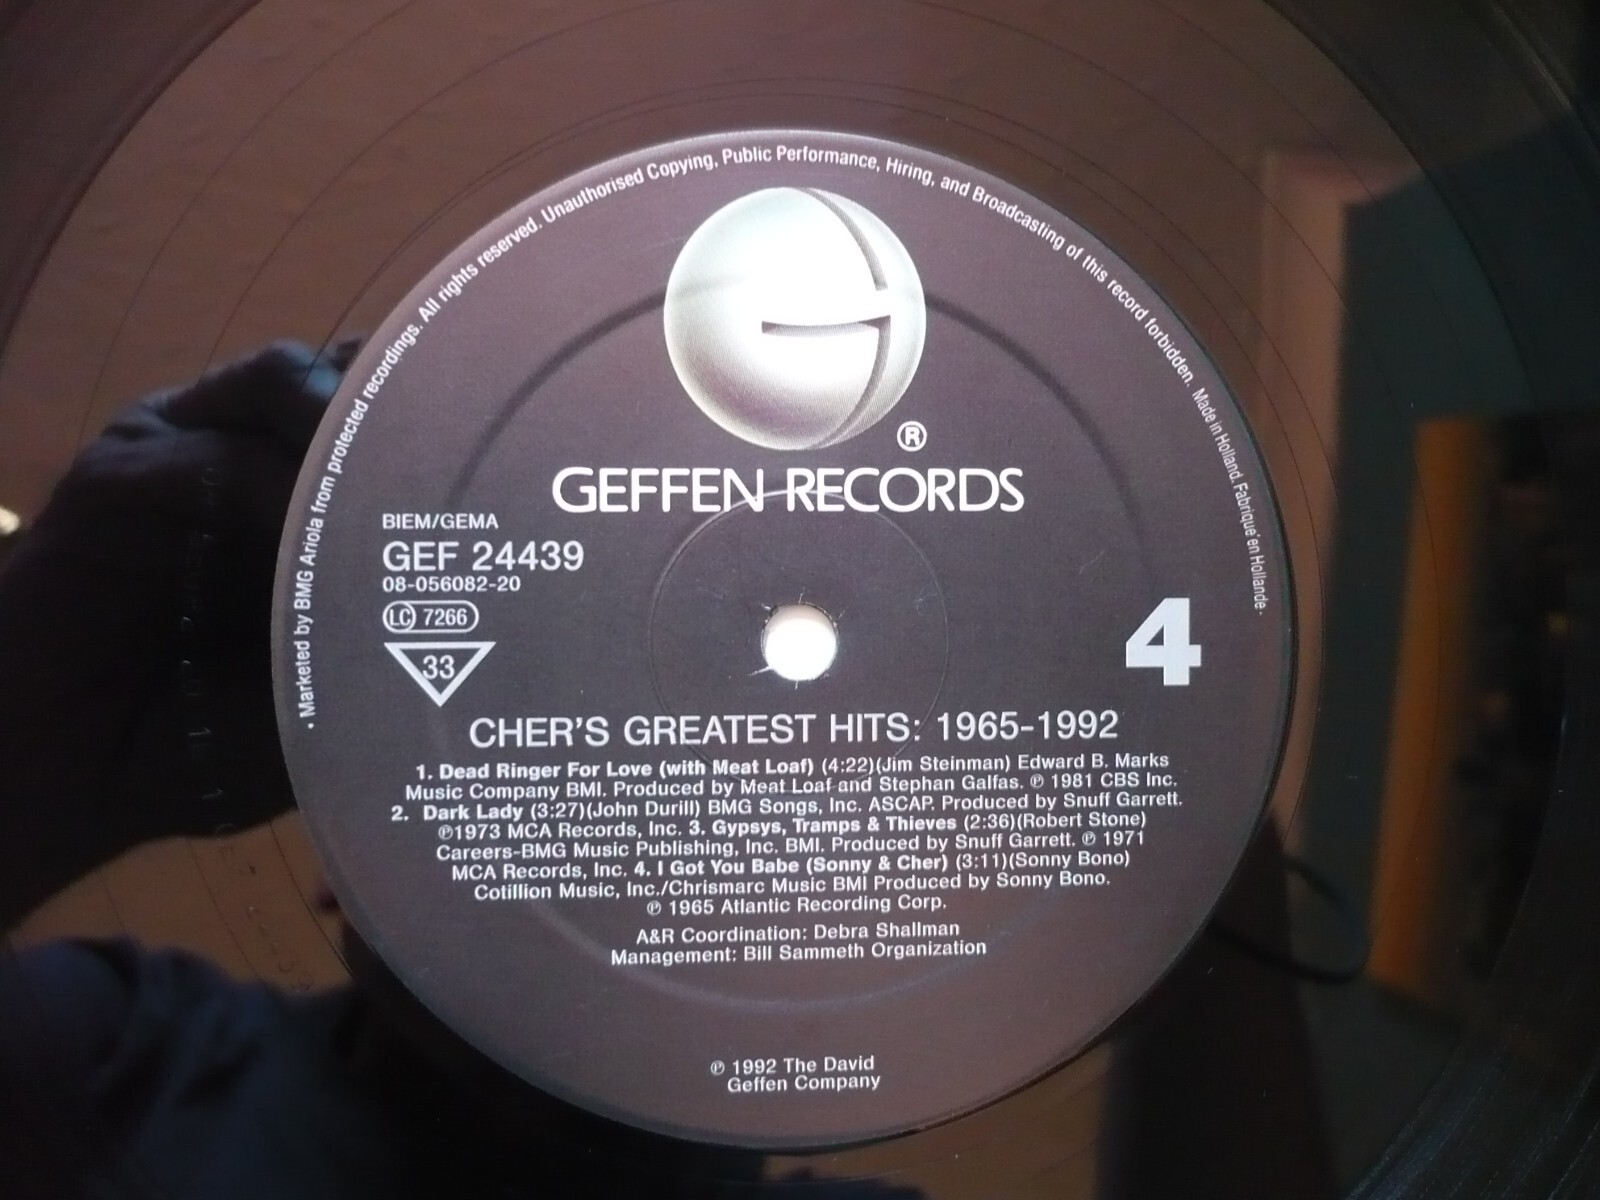 • Marketed by BMG Ariola from protected recordings. All rights reserved. Unauthorised Copying, Public Performance, Hiring, and Broadcasting of this record forbidden. Made in Holland. Fabriqué en Hollande·
®
GEFFEN RECORDS
BIEM/GEMA
GEF 24439
08-056082-20
LC 7266
33
4
CHER'S GREATEST HITS: 1965-1992
1. Dead Ringer For Love (with Meat Loaf) (4:22)(Jim Steinman) Edward B. Marks
Music Company BMI. Produced by Meat Loaf and Stephan Galfas. ℗ 1981 CBS Inc.
2. Dark Lady (3:27)(John Durill) BMG Songs, Inc. ASCAP. Produced by Snuff Garrett.
℗1973 MCA Records, Inc. 3. Gypsys, Tramps & Thieves (2:36)(Robert Stone)
Careers-BMG Music Publishing, Inc. BMI. Produced by Snuff Garrett. ℗ 1971
MCA Records, Inc. 4. I Got You Babe (Sonny & Cher) (3:11)(Sonny Bono)
Cotillion Music, Inc./Chrismarc Music BMI Produced by Sonny Bono.
℗ 1965 Atlantic Recording Corp.
A&R Coordination: Debra Shallman
Management: Bill Sammeth Organization
℗ 1992 The David
Geffen Company